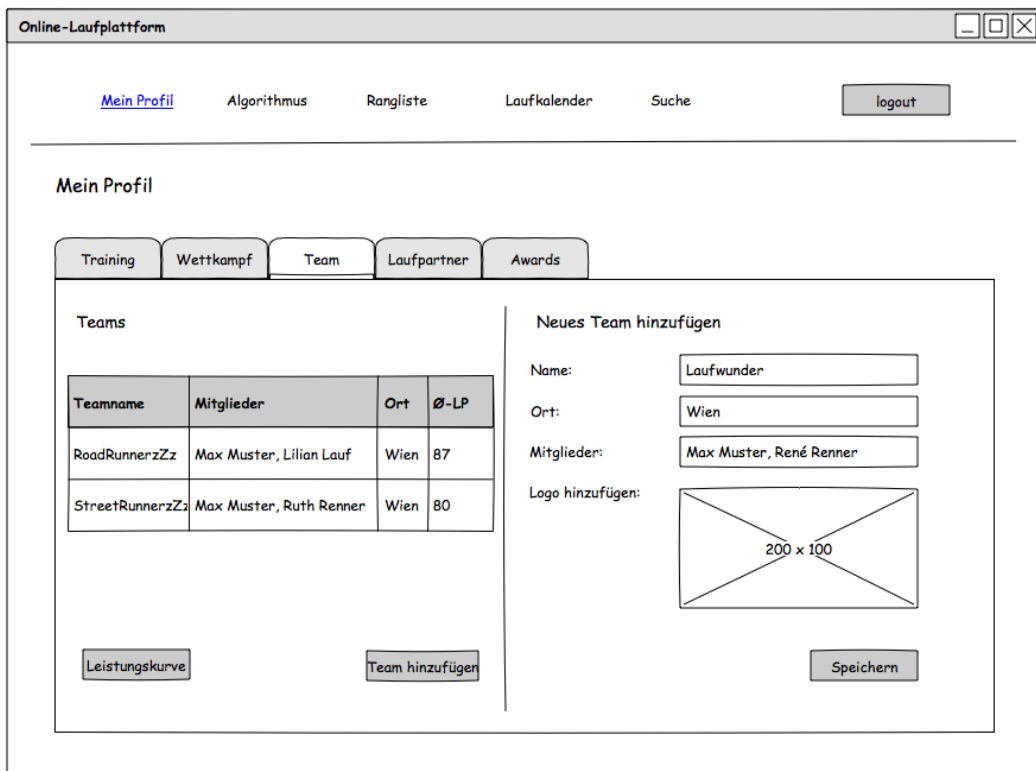 Online-Laufplattform
Mein Profil Algorithmus Rangliste Laufkalender Suche logout
Mein Profil
Training Wettkampf Team Laufpartner Awards
Teams
Teamname Mitglieder Ort Ø-LP
RoadRunnerzZz Max Muster, Lilian Lauf Wien 87
StreetRunnerzZz Max Muster, Ruth Renner Wien 80
Leistungskurve Team hinzufügen
Neues Team hinzufügen
Name: Laufwunder
Ort: Wien
Mitglieder: Max Muster, René Renner
Logo hinzufügen:
200 x 100
Speichern